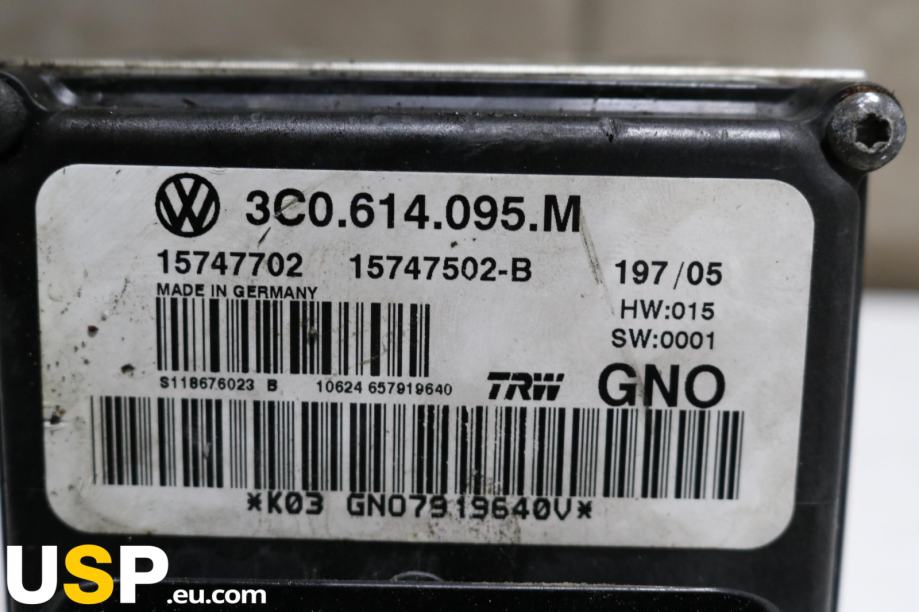 3C0.614.095.M
15747702 15747502-B 197/05
MADE IN GERMANY HW:015
SW:0001
S118676023 B 10624 657919640 TRW GNO
*K03 GNO7919640V*
USP.eu.com